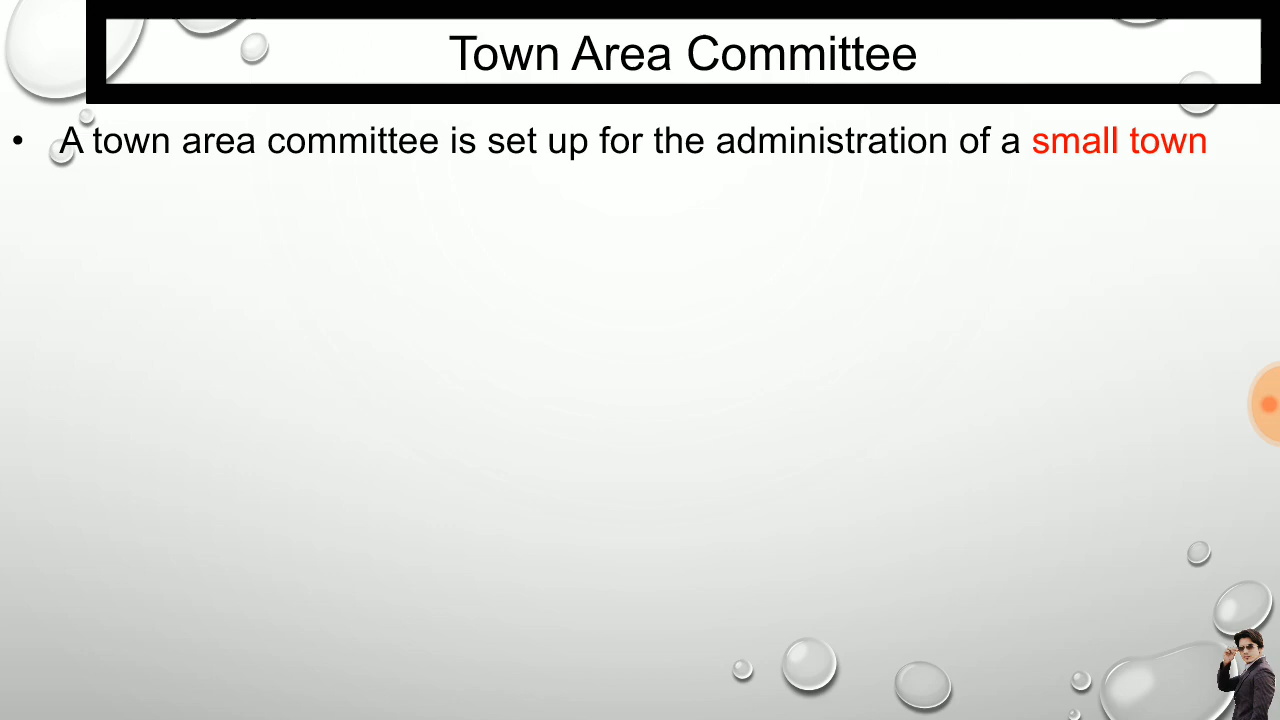 Town Area Committee
• A town area committee is set up for the administration of a small town